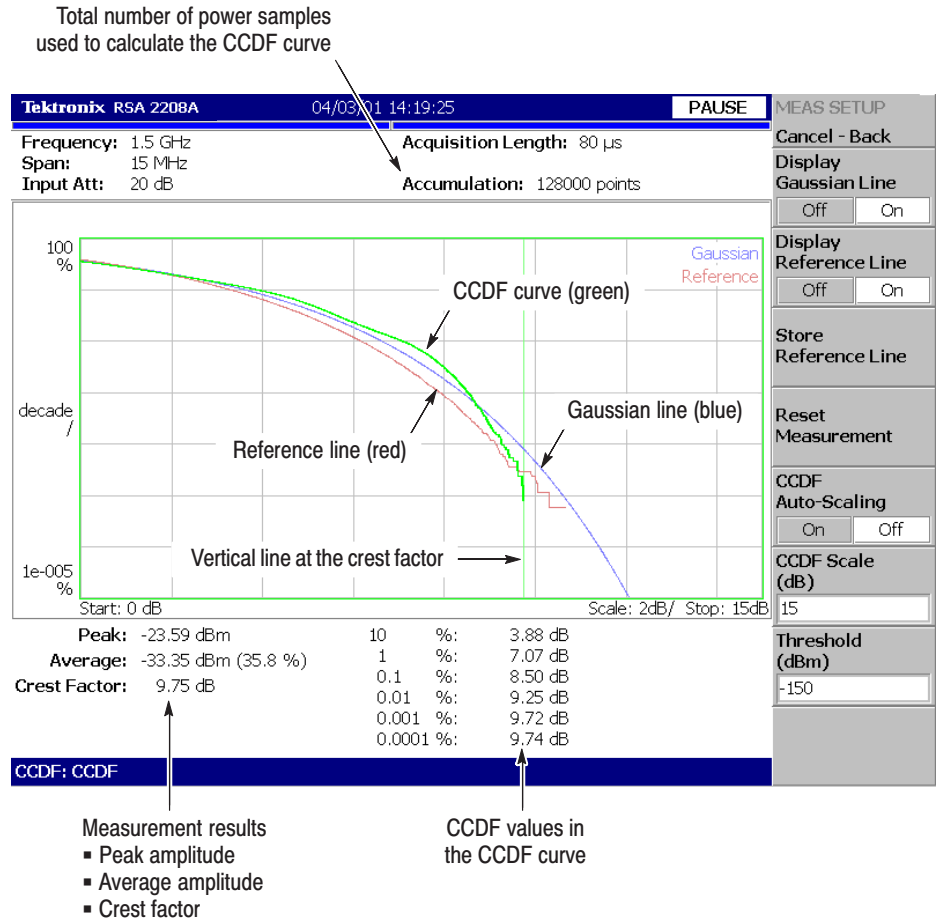 Total number of power samples
used to calculate the CCDF curve
Tektronix RSA 2208A 04/03/01 14:19:25 PAUSE
Frequency: 1.5 GHz Acquisition Length: 80 µs
Span: 15 MHz
Input Att: 20 dB Accumulation: 128000 points
100
%
Gaussian
Reference
CCDF curve (green)
decade
/
Gaussian line (blue)
Reference line (red)
Vertical line at the crest factor
1e-005
%
Start: 0 dB Scale: 2dB/ Stop: 15dB
Peak: -23.59 dBm
Average: -33.35 dBm (35.8 %)
Crest Factor: 9.75 dB
10 %: 3.88 dB
1 %: 7.07 dB
0.1 %: 8.50 dB
0.01 %: 9.25 dB
0.001 %: 9.72 dB
0.0001 %: 9.74 dB
CCDF: CCDF
MEAS SETUP
Cancel - Back
Display
Gaussian Line
Off On
Display
Reference Line
Off On
Store
Reference Line
Reset
Measurement
CCDF
Auto-Scaling
On Off
CCDF Scale
(dB)
15
Threshold
(dBm)
-150
Measurement results
▪ Peak amplitude
▪ Average amplitude
▪ Crest factor
CCDF values in
the CCDF curve